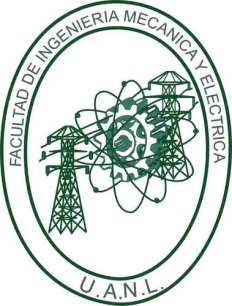 FACULTAD DE INGENIERIA MECANICA Y ELECTRICA
U.A.N.L.